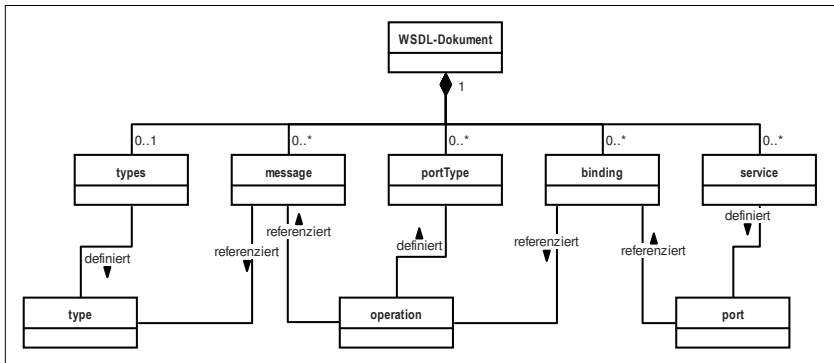 WSDL-Dokument
1
0..1
0..*
0..*
0..*
0..*
types
message
portType
binding
service
definiert
referenziert
referenziert
definiert
referenziert
referenziert
definiert
type
operation
port